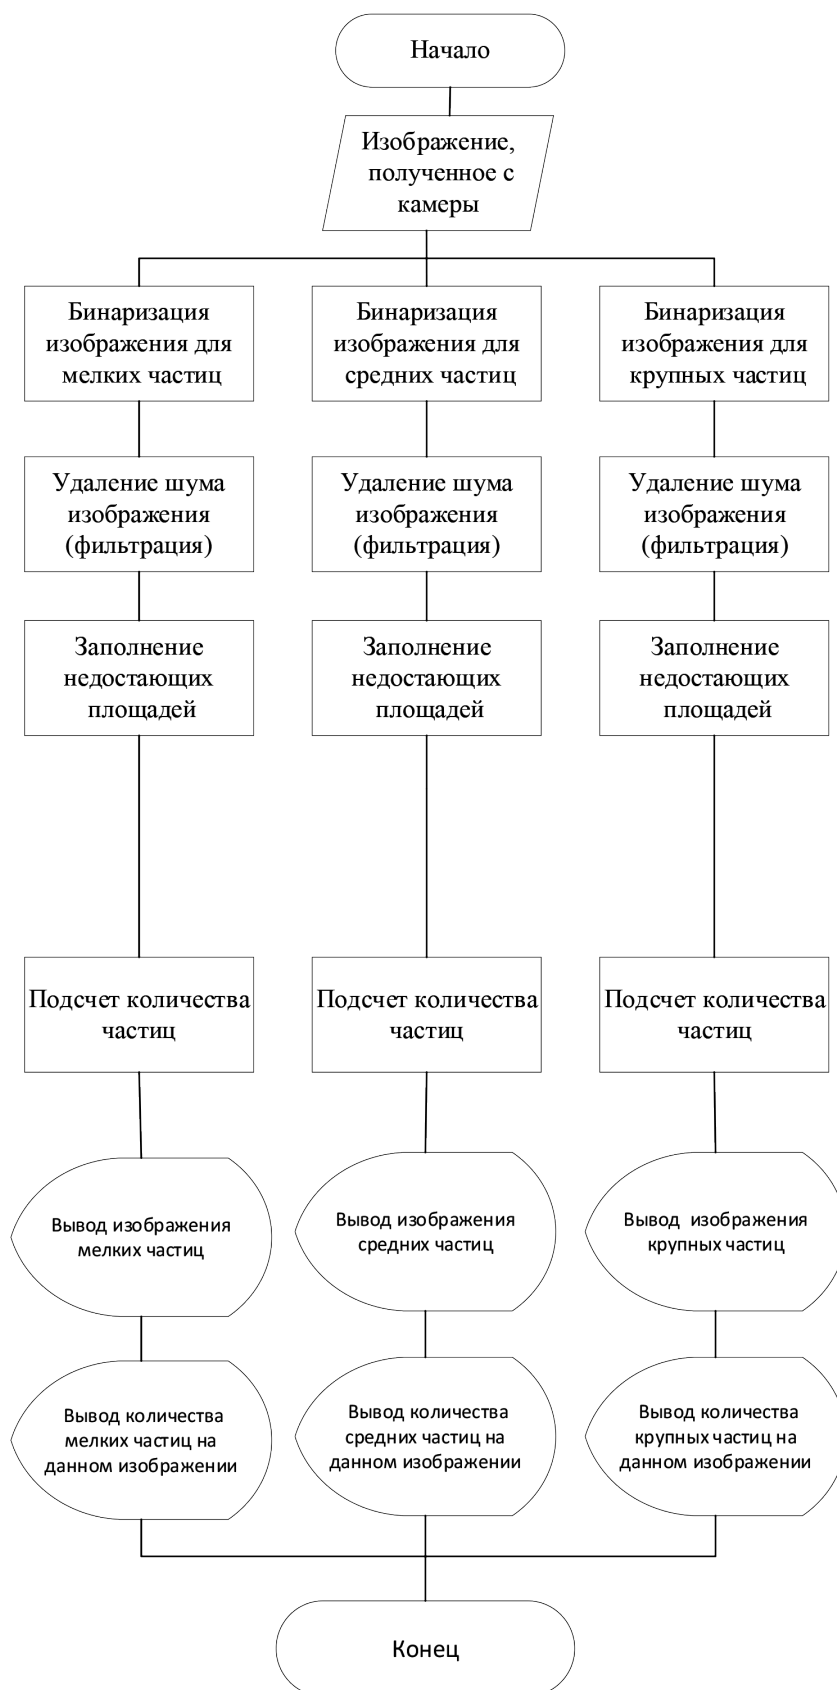 Начало
Изображение,
полученное с
камеры
Бинаризация
изображения для
мелких частиц
Бинаризация
изображения для
средних частиц
Бинаризация
изображения для
крупных частиц
Удаление шума
изображения
(фильтрация)
Удаление шума
изображения
(фильтрация)
Удаление шума
изображения
(фильтрация)
Заполнение
недостающих
площадей
Заполнение
недостающих
площадей
Заполнение
недостающих
площадей
Подсчет количества
частиц
Подсчет количества
частиц
Подсчет количества
частиц
Вывод изображения
мелких частиц
Вывод изображения
средних частиц
Вывод изображения
крупных частиц
Вывод количества
мелких частиц на
данном изображении
Вывод количества
средних частиц на
данном изображении
Вывод количества
крупных частиц на
данном изображении
Конец